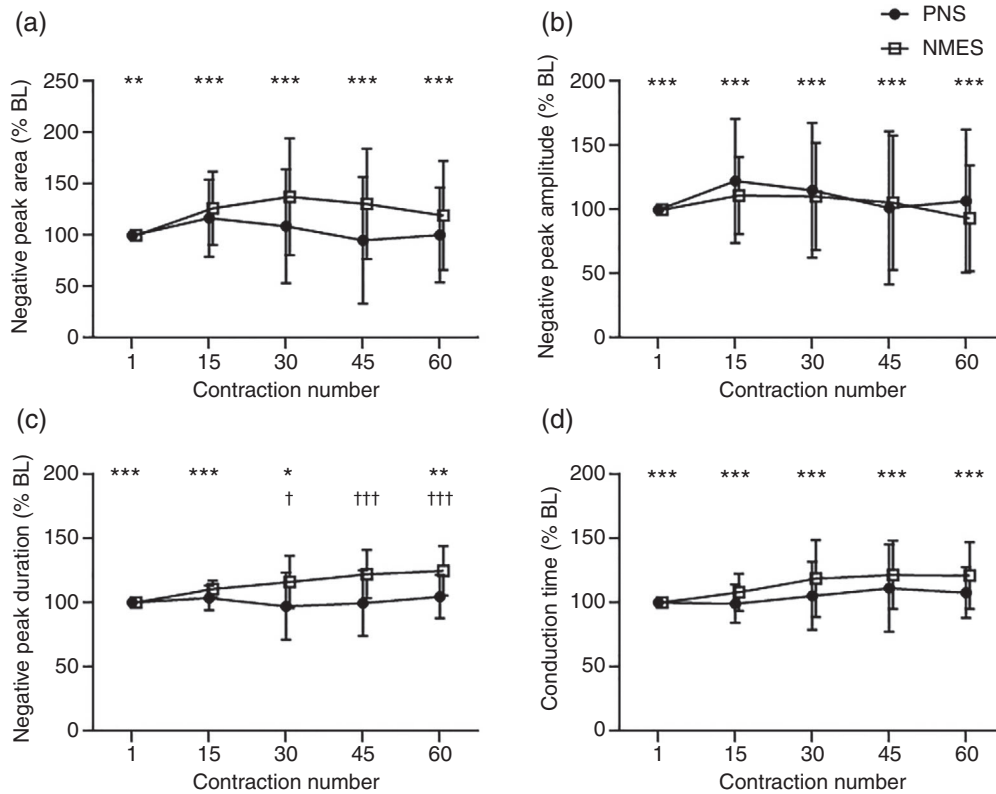 PNS
NMES
(a)
** *** *** *** ***
Negative peak area (% BL)
250
200
150
100
50
0
1 15 30 45 60
Contraction number
(b)
*** *** *** *** ***
Negative peak amplitude (% BL)
200
150
100
50
0
1 15 30 45 60
Contraction number
(c)
*** *** * **
† ††† †††
Negative peak duration (% BL)
200
150
100
50
0
1 15 30 45 60
Contraction number
(d)
*** *** *** *** ***
Conduction time (% BL)
200
150
100
50
0
1 15 30 45 60
Contraction number